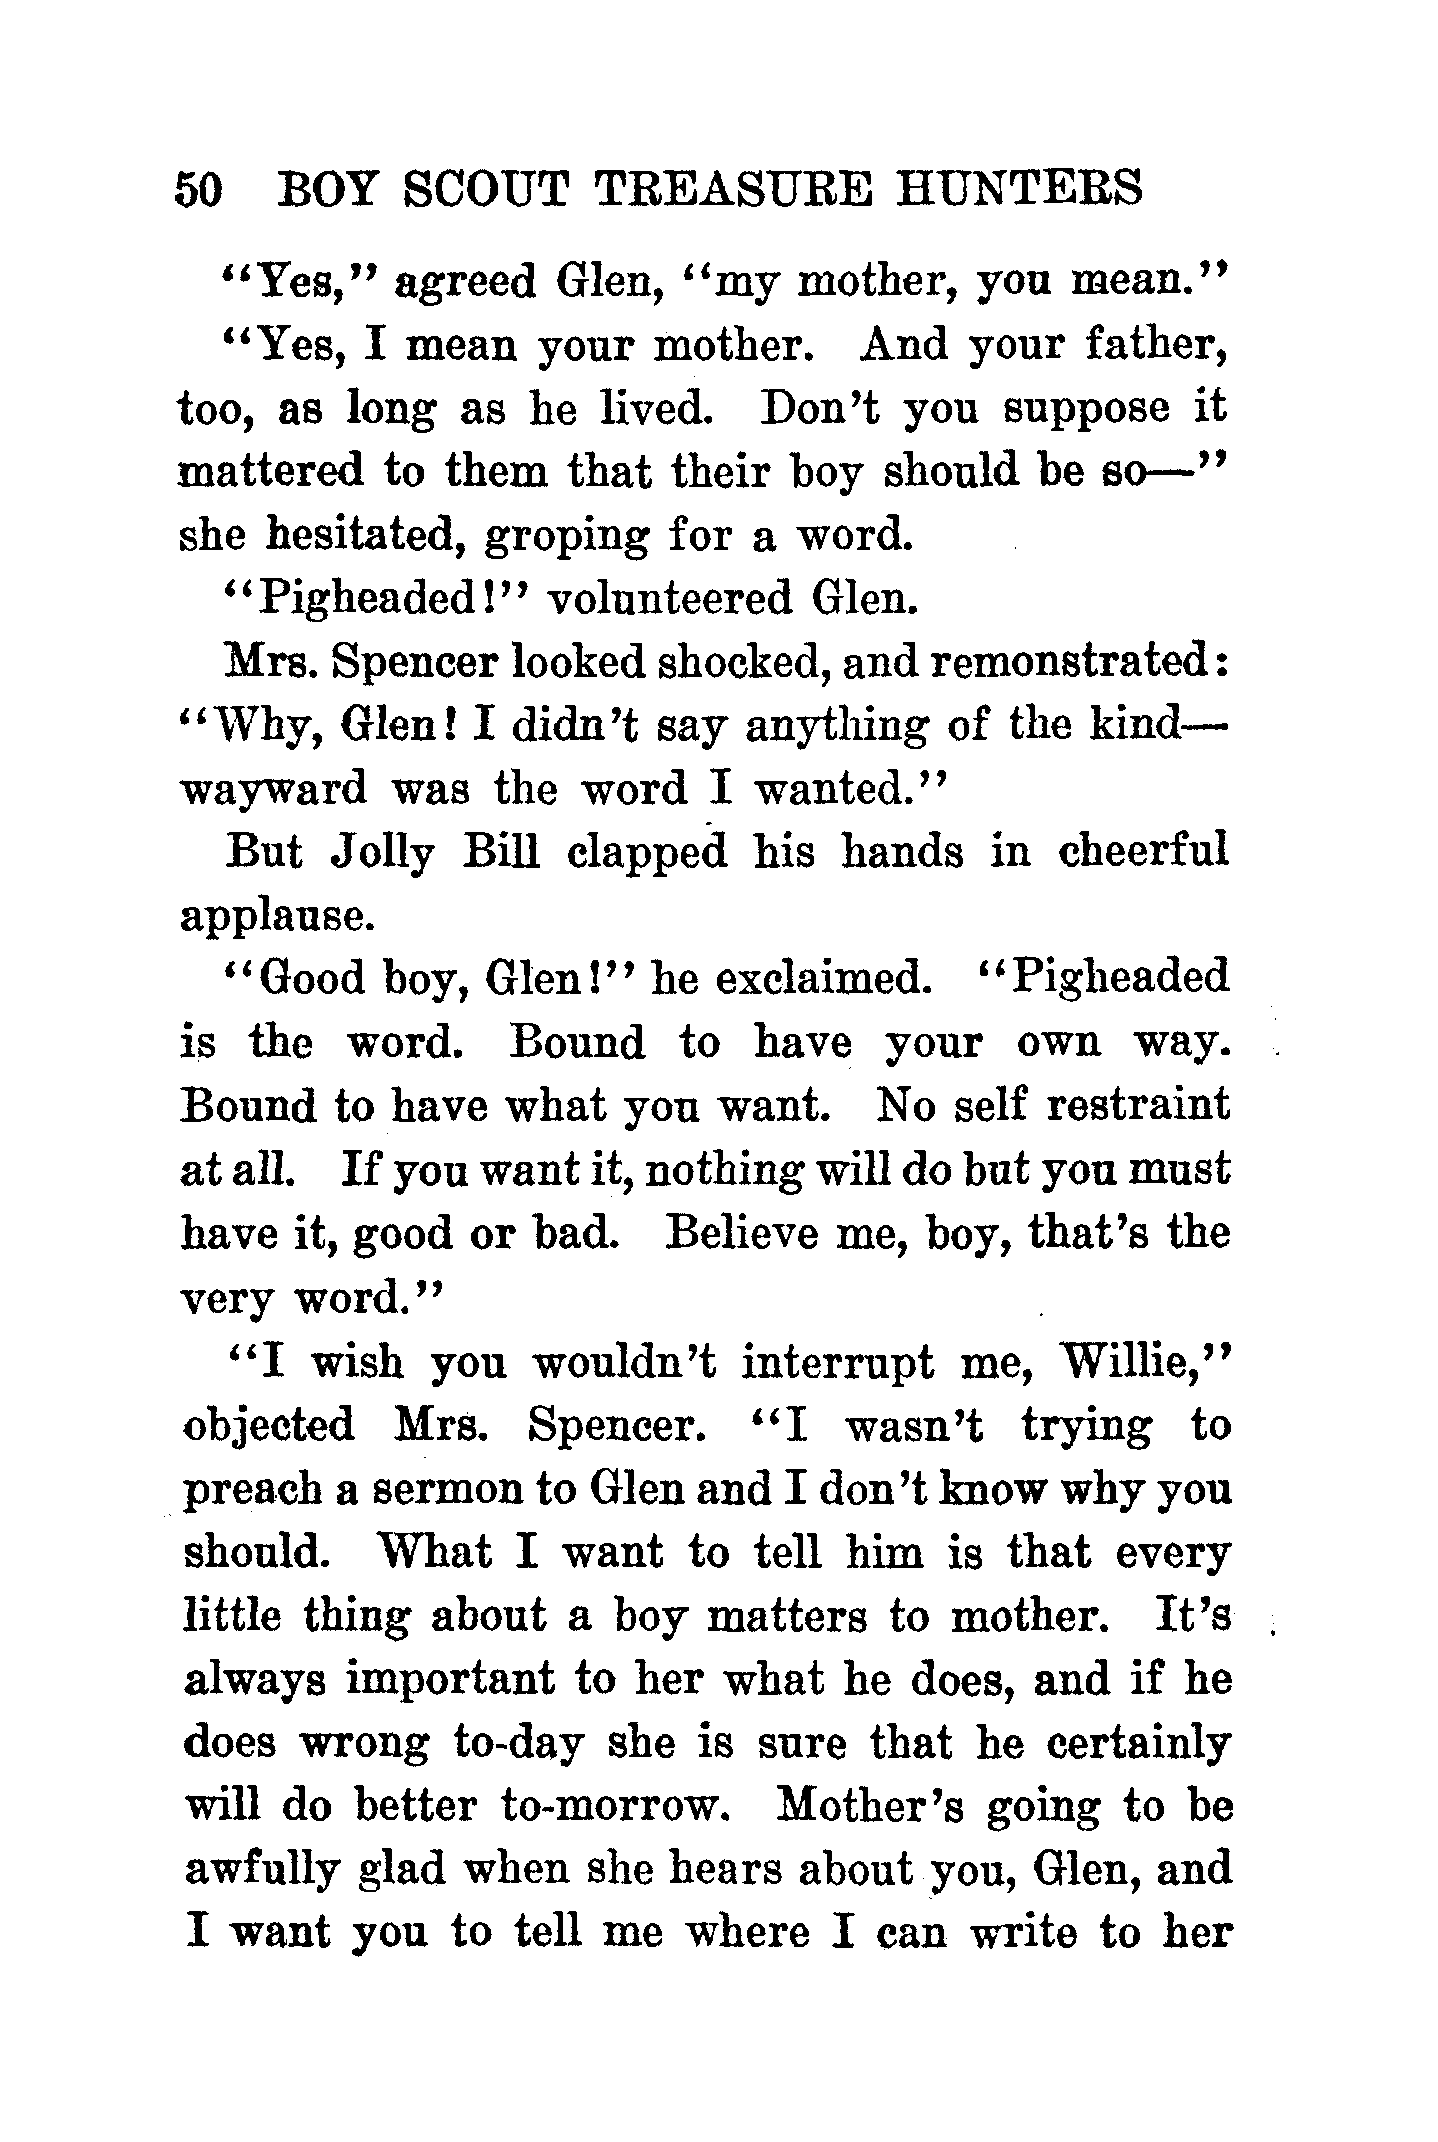 50 BOY SCOUT TREASURE HUNTERS
"Yes," agreed Glen, "my mother, you mean."
"Yes, I mean your mother. And your father,
too, as long as he lived. Don't you suppose it
mattered to them that their boy should be so—"
she hesitated, groping for a word.
"Pigheaded!" volunteered Glen.
Mrs. Spencer looked shocked, and remonstrated:
"Why, Glen! I didn't say anything of the kind—
wayward was the word I wanted."
But Jolly Bill clapped his hands in cheerful
applause.
"Good boy, Glen!" he exclaimed. "Pigheaded
is the word. Bound to have your own way.
Bound to have what you want. No self restraint
at all. If you want it, nothing will do but you must
have it, good or bad. Believe me, boy, that's the
very word."
"I wish you wouldn't interrupt me, Willie,"
objected Mrs. Spencer. "I wasn't trying to
preach a sermon to Glen and I don't know why you
should. What I want to tell him is that every
little thing about a boy matters to mother. It's
always important to her what he does, and if he
does wrong to-day she is sure that he certainly
will do better to-morrow. Mother's going to be
awfully glad when she hears about you, Glen, and
I want you to tell me where I can write to her